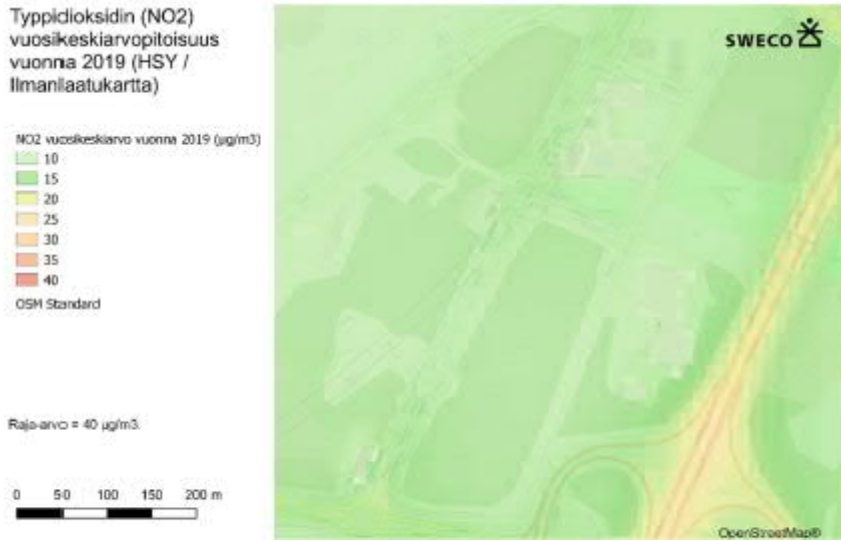 Typpidioksidin (NO2)
vuosikeskiarvopitoisuus
vuonna 2019 (HSY /
Ilmanlaatukartta)
NO2 vuosikeskiarvo vuonna 2019 (µg/m3)
10
15
20
25
30
35
40
OSM Standard
Raja-arvo = 40 µg/m3.
0 50 100 150 200 m
SWECO
OpenStreetMap®